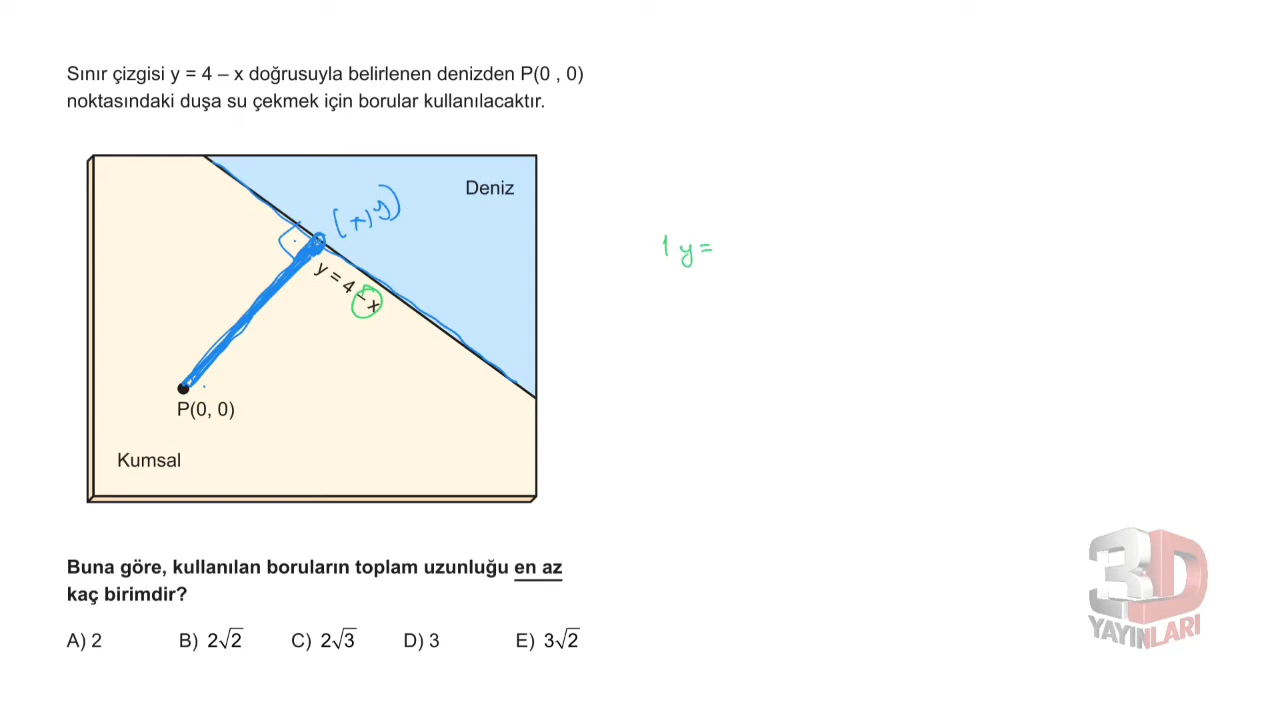 Sınır çizgisi y = 4 – x doğrusuyla belirlenen denizden P(0 , 0)
noktasındaki duşa su çekmek için borular kullanılacaktır.
Deniz
(x,y)
y = 4 – x
1 y =
P(0, 0)
Kumsal
Buna göre, kullanılan boruların toplam uzunluğu en az
kaç birimdir?
A) 2 B) 2√2 C) 2√3 D) 3 E) 3√2
3D
YAYINLARI